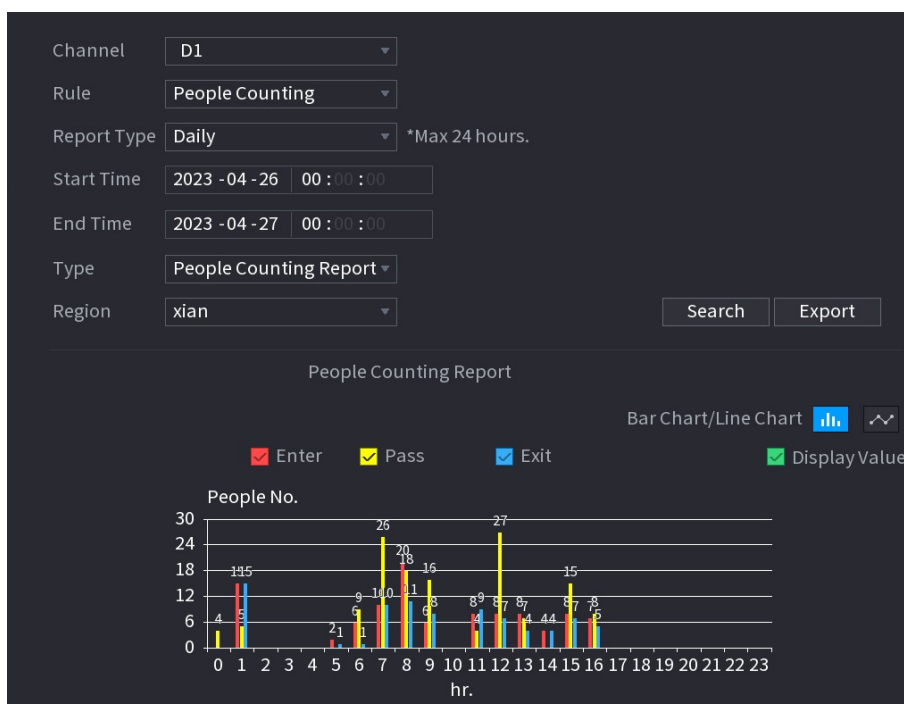 Channel D1
Rule People Counting
Report Type Daily *Max 24 hours.
Start Time 2023 -04 -26 00 :00 :00
End Time 2023 -04 -27 00 :00 :00
Type People Counting Report
Region xian Search Export
People Counting Report
Bar Chart/Line Chart
Enter Pass Exit Display Value
People No.
30
24
18
12
6
0
4
15 5 15
2 1
6 9 1
10 26 10
20 18 11
6 16 8
8 4 9
8 27 7
8 7 4
4 4
8 15 7
7 8 5
0 1 2 3 4 5 6 7 8 9 10 11 12 13 14 15 16 17 18 19 20 21 22 23
hr.